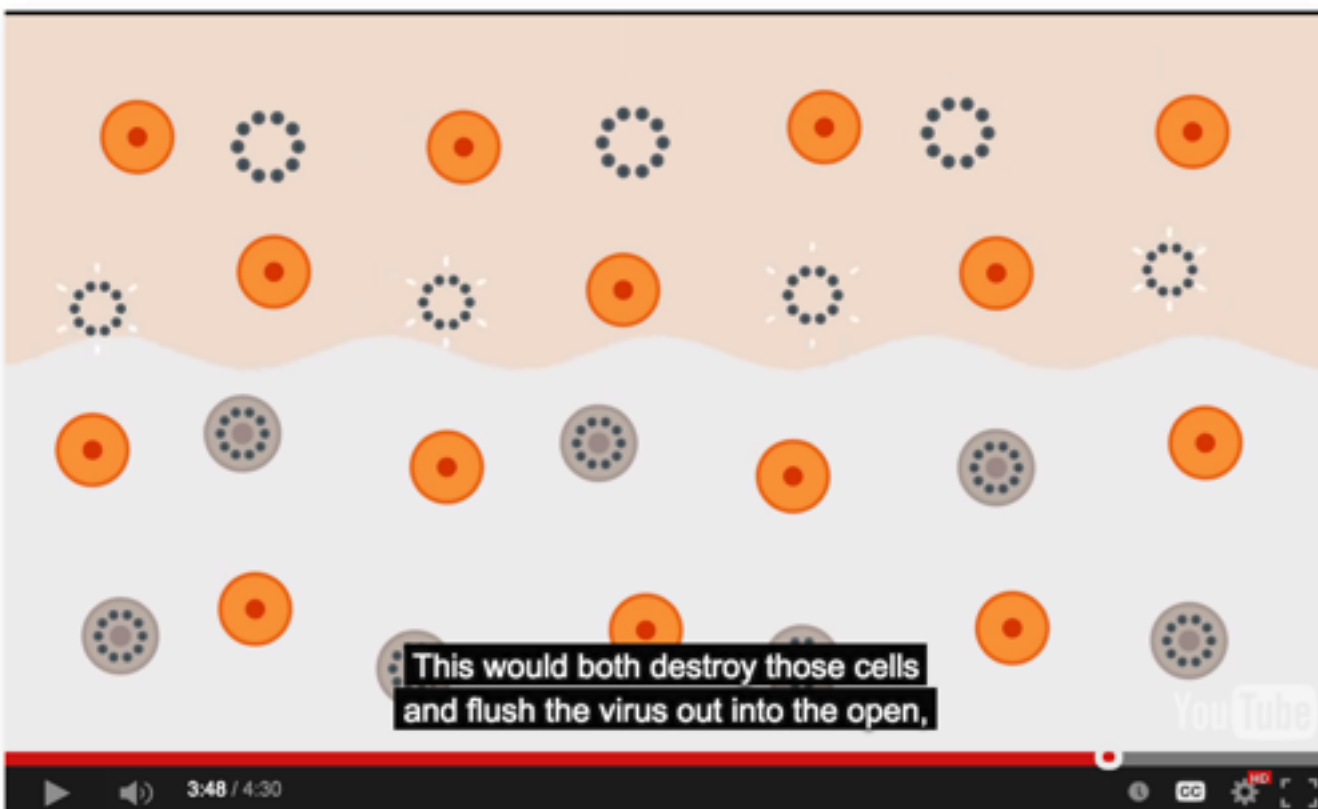 This would both destroy those cells
and flush the virus out into the open,
YouTube
3:48 / 4:30
CC
HD